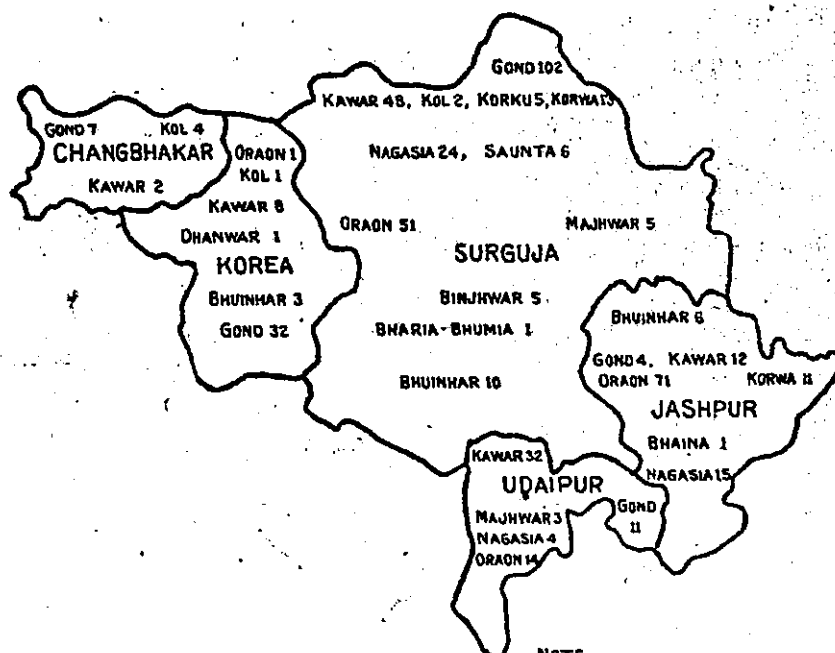 GOND 102
KAWAR 48, KOL 2, KORKU 5, KORWA 13
GOND 7 KOL 4
CHANGBHAKAR
KAWAR 2
ORAON 1
KOL 1
KAWAR 8
DHANWAR 1
KOREA
BHUINHAR 3
GOND 32
NAGASIA 24, SAUNTA 6
ORAON 51
MAJHWAR 5
SURGUJA
BINJHWAR 5
BHARIA-BHUMIA 1
BHUINHAR 10
BHUINHAR 6
GOND 4, KAWAR 12
ORAON 71
KORWA 11
JASHPUR
BHAINA 1
NAGASIA 15
KAWAR 32
UDAIPUR
MAJHWAR 3
NAGASIA 4
ORAON 14
GOND
11